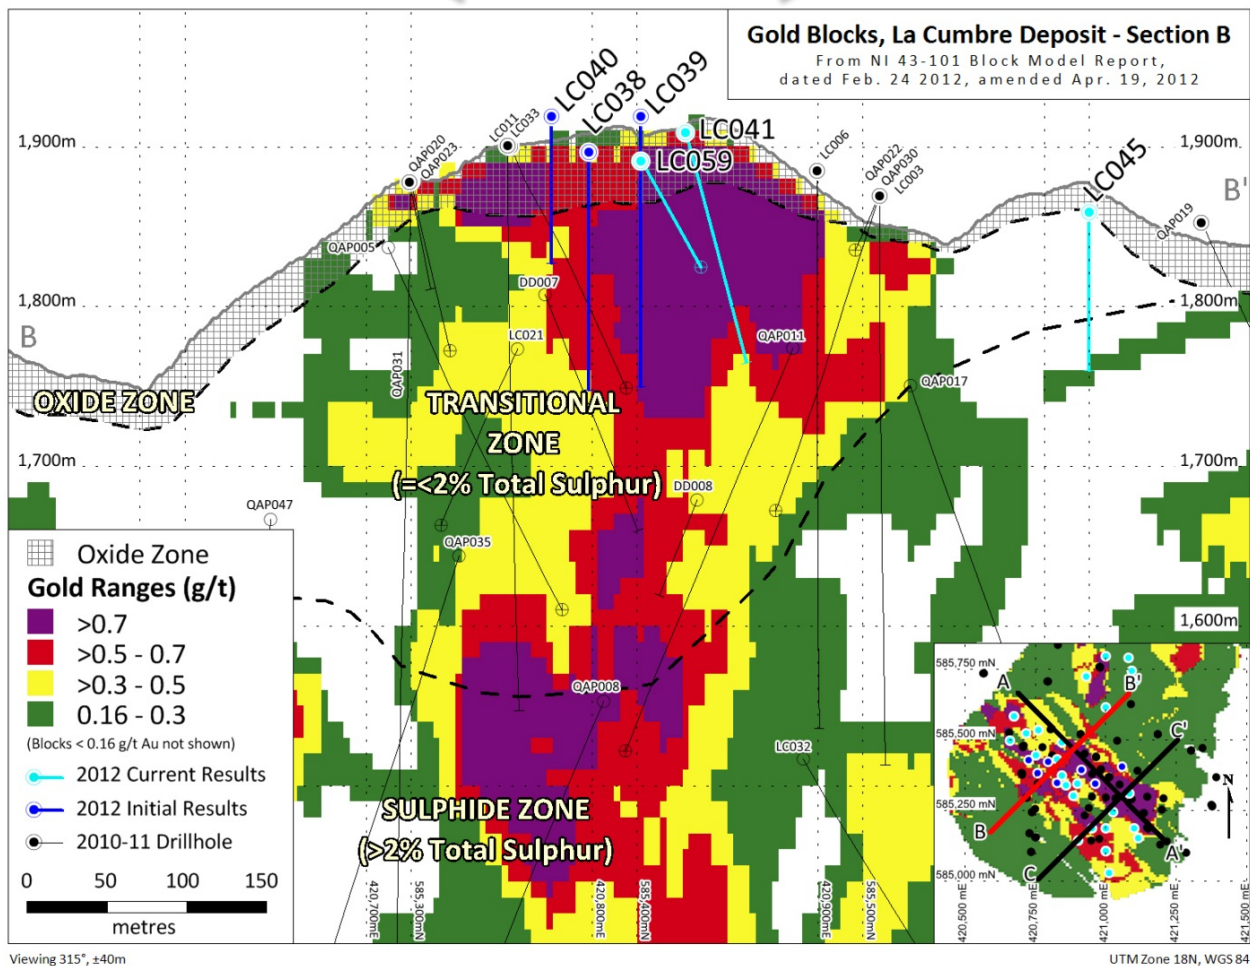 Gold Blocks, La Cumbre Deposit - Section B
From NI 43-101 Block Model Report,
dated Feb. 24 2012, amended Apr. 19, 2012
LC040
LC038
LC039
LC041
LC059
LC011
LC033
QAP020
QAP023
LC006
QAP022
QAP030
LC003
LC045
QAP019
1,900m
1,900m
B'
QAP005
DD007
1,800m
1,800m
B
LC021
QAP011
QAP031
QAP017
OXIDE ZONE
TRANSITIONAL
ZONE
(=<2% Total Sulphur)
1,700m
1,700m
DD008
QAP047
QAP035
Oxide Zone
Gold Ranges (g/t)
>0.7
>0.5 - 0.7
>0.3 - 0.5
0.16 - 0.3
(Blocks < 0.16 g/t Au not shown)
2012 Current Results
2012 Initial Results
2010-11 Drillhole
0 50 100 150
metres
1,600m
QAP008
LC032
SULPHIDE ZONE
(>2% Total Sulphur)
420,700mE
585,300mN
420,800mE
585,400mN
420,900mE
585,500mN
585,750 mN
585,500 mN
585,250 mN
585,000 mN
A
B'
C'
B
C
A'
N
420,500 mE
420,750 mE
421,000 mE
421,250 mE
421,500 mE
Viewing 315°, ±40m
UTM Zone 18N, WGS 84